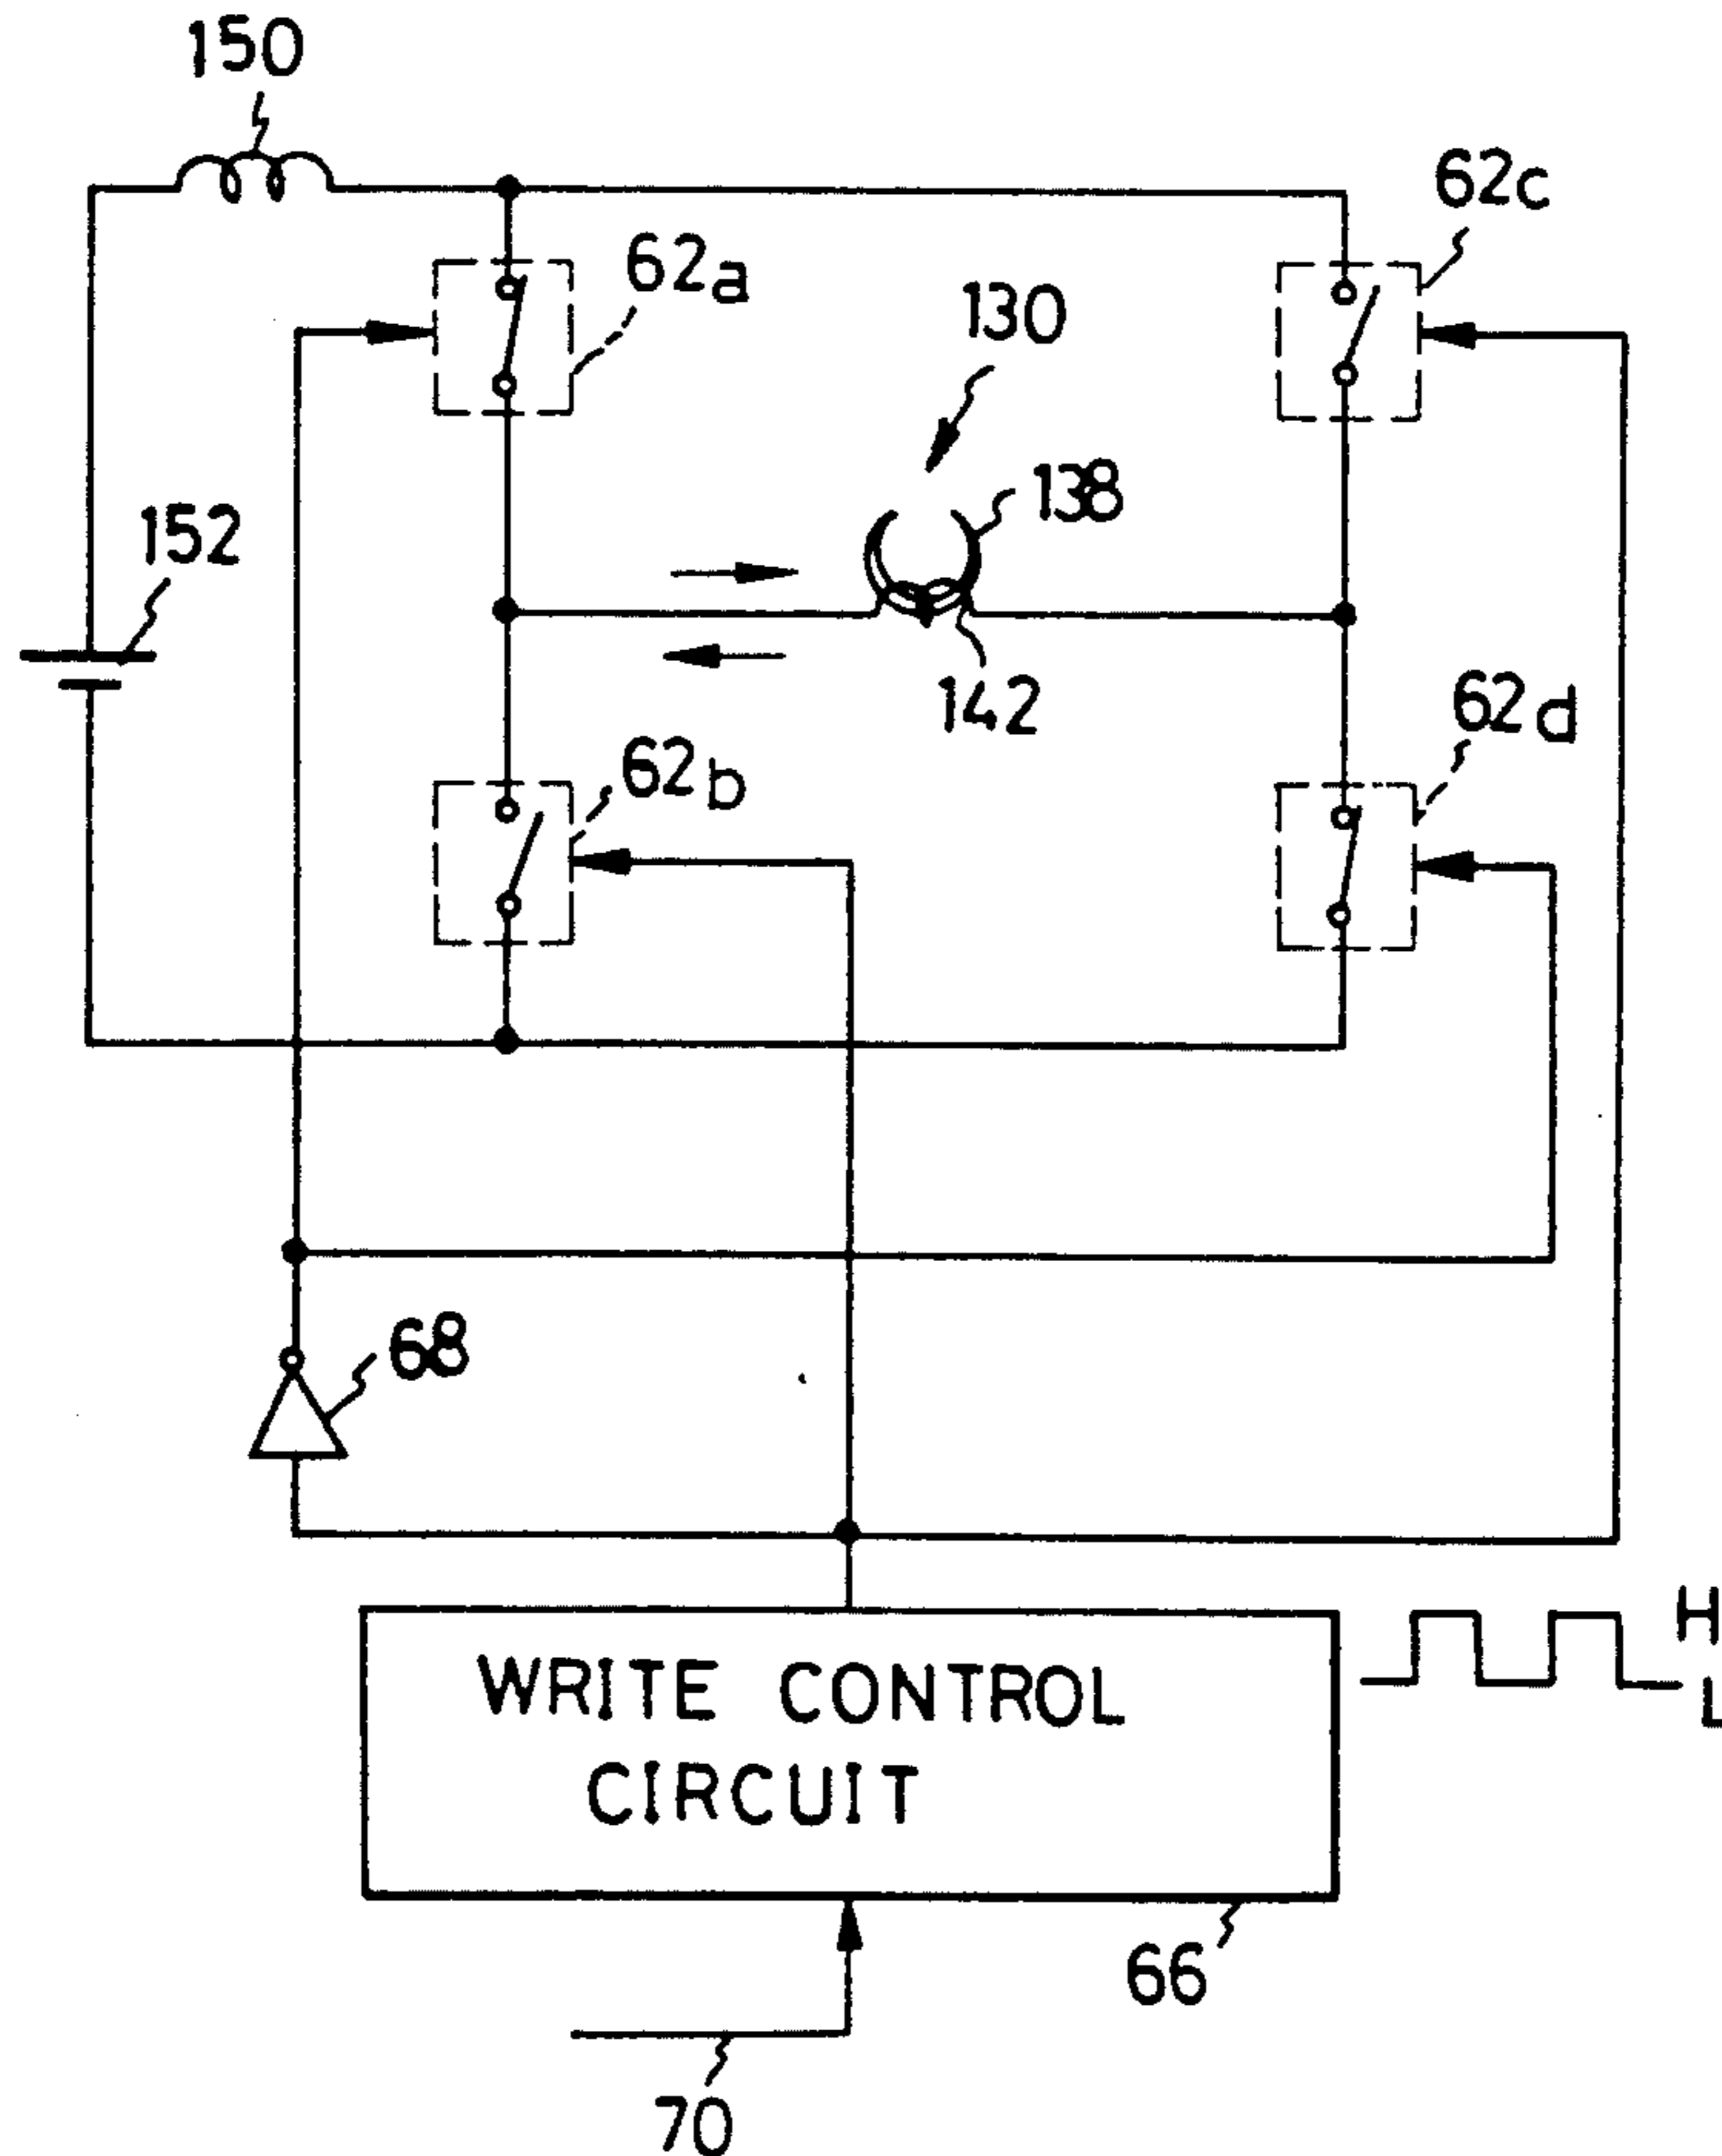 150
62c
62a
130
138
152
142
62d
62b
68
H
WRITE CONTROL
L
CIRCUIT
66
70